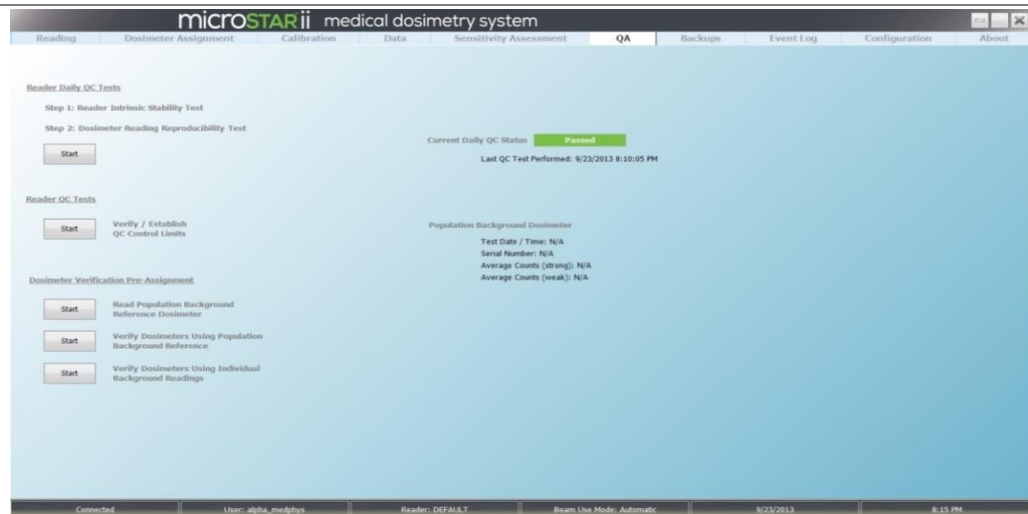 microSTARii medical dosimetry system
Reading Dosimeter Assignment Calibration Data Sensitivity Assessment QA Backups Event Log Configuration About
Reader Daily QC Tests
Step 1: Reader Intrinsic Stability Test
Step 2: Dosimeter Reading Reproducibility Test
Start
Current Daily QC Status Passed
Last QC Test Performed: 9/23/2013 8:10:05 PM
Reader QC Tests
Start
Verify / Establish
QC Control Limits
Population Background Dosimeter
Test Date / Time: N/A
Serial Number: N/A
Average Counts (strong): N/A
Average Counts (weak): N/A
Dosimeter Verification Pre-Assignment
Start
Read Population Background
Reference Dosimeter
Start
Verify Dosimeters Using Population
Background Reference
Start
Verify Dosimeters Using Individual
Background Readings
Connected User: alpha_medphys Reader: DEFAULT Beam Use Mode: Automatic 9/23/2013 8:15 PM